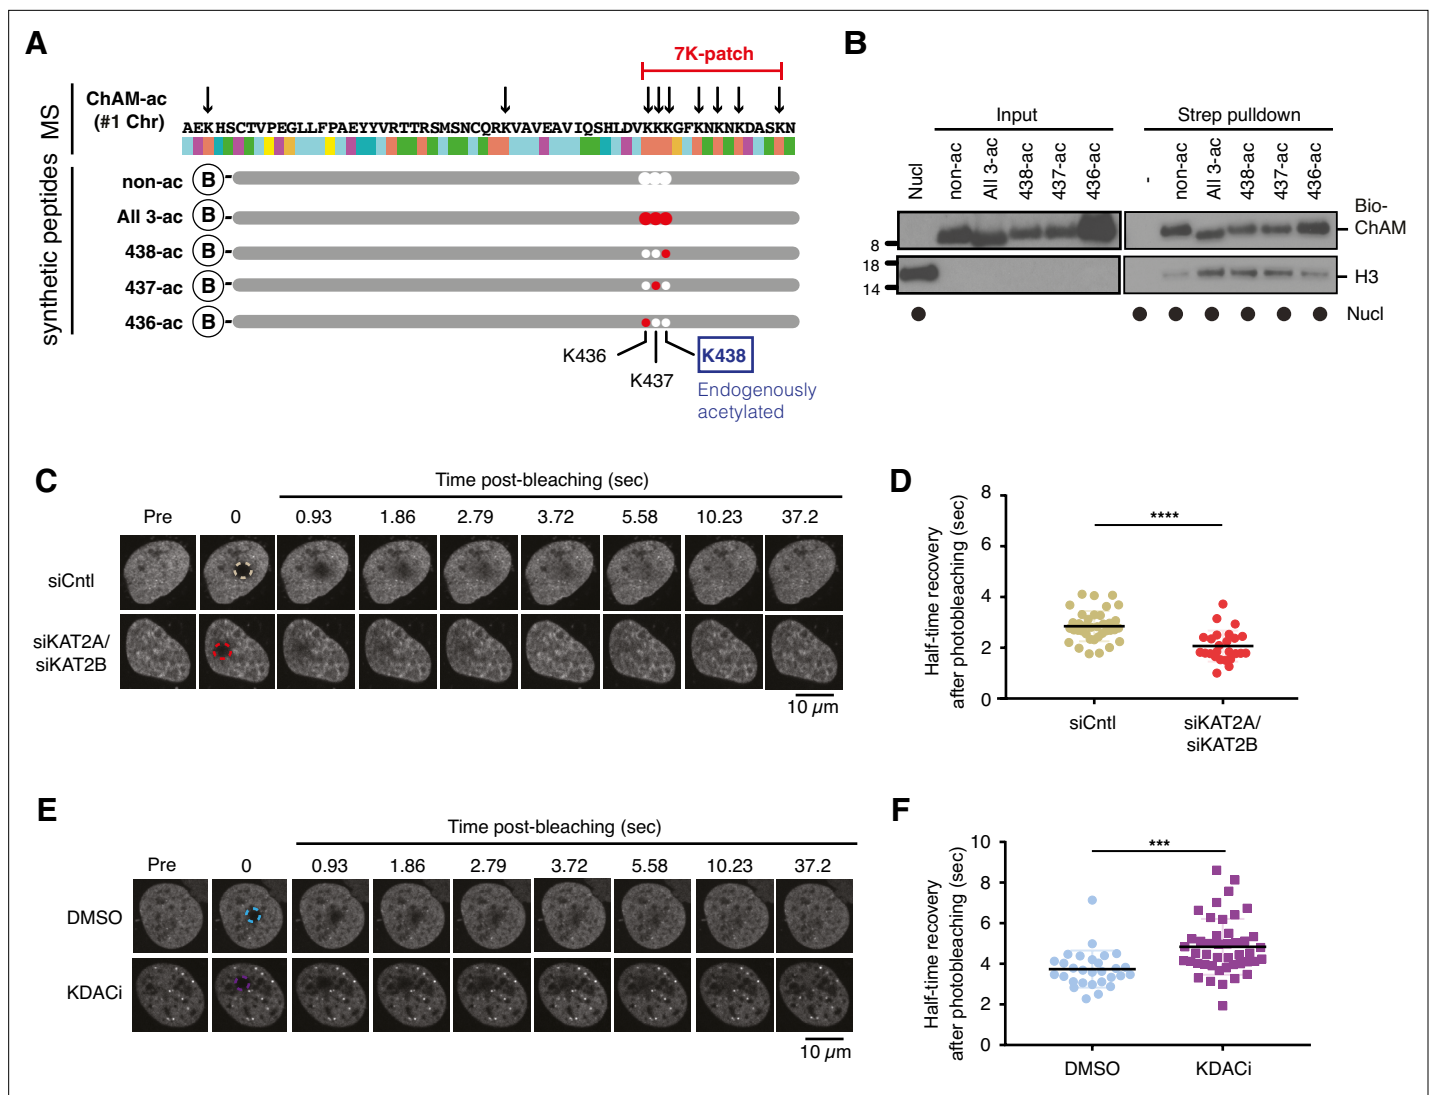 A
7K-patch
ChAM-ac
(#1 Chr)
MS
AEKHSCTVPEGLLFPAEYYVRTTRSMSNCQRKVAVEAVIQSHLDVKKKGFKNKNKDASKN
synthetic peptides
non-ac
B
All 3-ac
B
438-ac
B
437-ac
B
436-ac
B
K436
K437
K438
Endogenously
acetylated
B
Input
Strep pulldown
Nucl
non-ac
All 3-ac
438-ac
437-ac
436-ac
-
non-ac
All 3-ac
438-ac
437-ac
436-ac
Bio-
ChAM
8
18
14
H3
Nucl
C
Time post-bleaching (sec)
Pre 0 0.93 1.86 2.79 3.72 5.58 10.23 37.2
siCntl
siKAT2A/
siKAT2B
10 µm
D
Half-time recovery
after photobleaching (sec)
8
6
4
2
0
****
siCntl
siKAT2A/
siKAT2B
E
Time post-bleaching (sec)
Pre 0 0.93 1.86 2.79 3.72 5.58 10.23 37.2
DMSO
KDACi
10 µm
F
Half-time recovery
after photobleaching (sec)
10
8
6
4
2
0
***
DMSO
KDACi